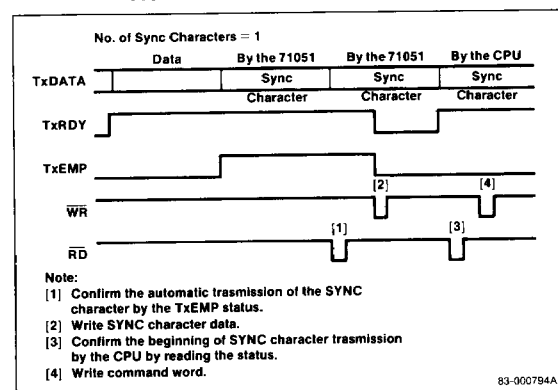 No. of Sync Characters = 1
Data By the 71051 By the 71051 By the CPU
TxDATA Sync Sync Sync
Character Character Character
TxRDY
TxEMP
[2] [4]
WR
[1] [3]
RD
Note:
[1] Confirm the automatic trasmission of the SYNC
character by the TxEMP status.
[2] Write SYNC character data.
[3] Confirm the beginning of SYNC character trasmission
by the CPU by reading the status.
[4] Write command word.
83-000794A